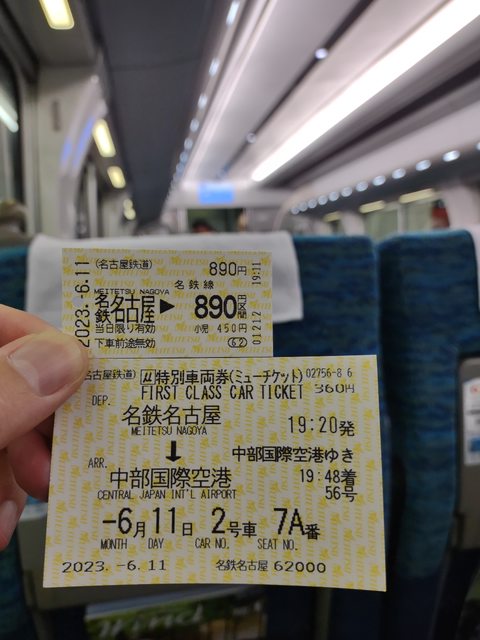 2023.-6.11
(名古屋鉄道)
890円
MEITETSU NAGOYA
名鉄線
名鉄名古屋▶890円区間
当日限り有効
小児 450円
下車前途無効
01212 19:11
(名古屋鉄道)
μ特別車両券(ミューチケット)
02756-86
FIRST CLASS CAR TICKET
360円
DEP.
名鉄名古屋
19:20発
MEITETSU NAGOYA
↓
中部国際空港ゆき
ARR.
中部国際空港
19:48着
CENTRAL JAPAN INT'L AIRPORT
56号
-6月11日 2号車 7A番
MONTH DAY CAR NO. SEAT NO.
2023.-6.11
名鉄名古屋 62000